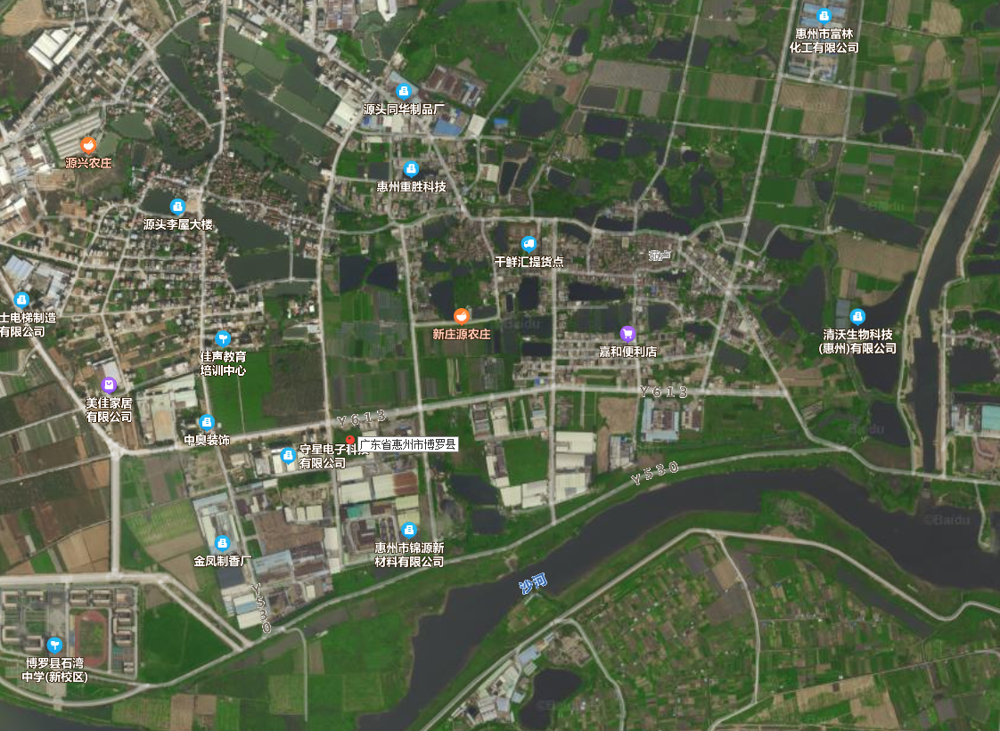 惠州市富林
化工有限公司
源头同华制品厂
源兴农庄
惠州重胜科技
源头李屋大楼
©Baidu
干鲜汇提货点
士电梯制造
有限公司
新庄源农庄
清沃生物科技
(惠州)有限公司
佳声教育
培训中心
嘉和便利店
美佳家居
有限公司
Y613
Y613
中奥装饰
守星电子科技
有限公司
广东省惠州市博罗县
Baidu
Y530
©Baidu
惠州市锦源新
材料有限公司
金凤制香厂
沙河
Y530
博罗县石湾
中学(新校区)